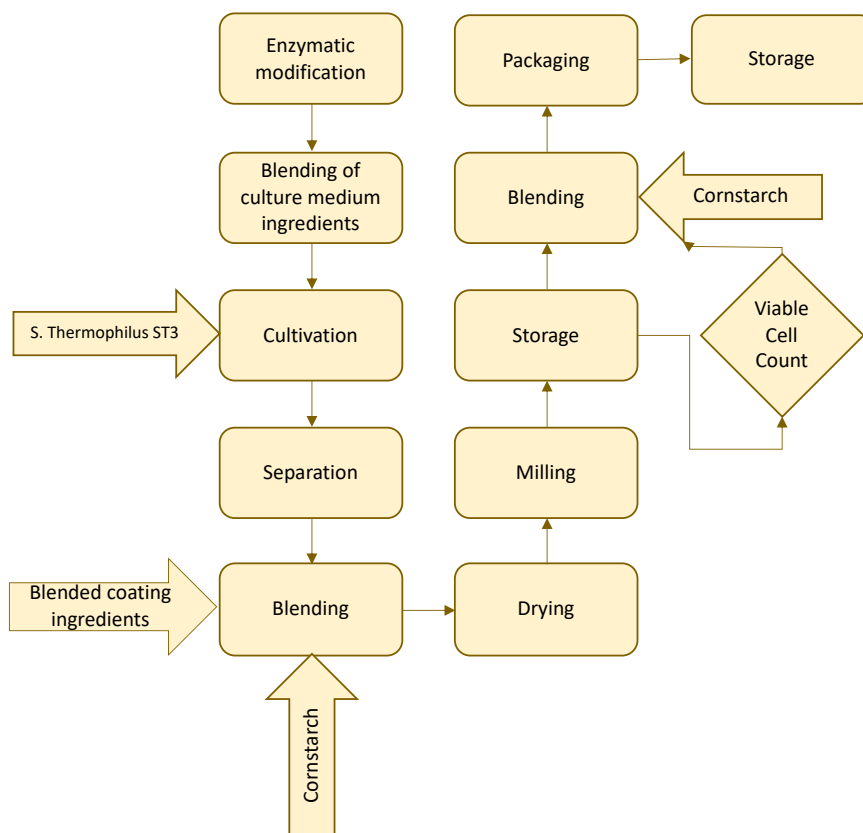 Enzymatic
modification
Packaging
Storage
Blending of
culture medium
ingredients
Blending
Cornstarch
S. Thermophilus ST3
Cultivation
Storage
Viable
Cell
Count
Separation
Milling
Blended coating
ingredients
Blending
Drying
Cornstarch